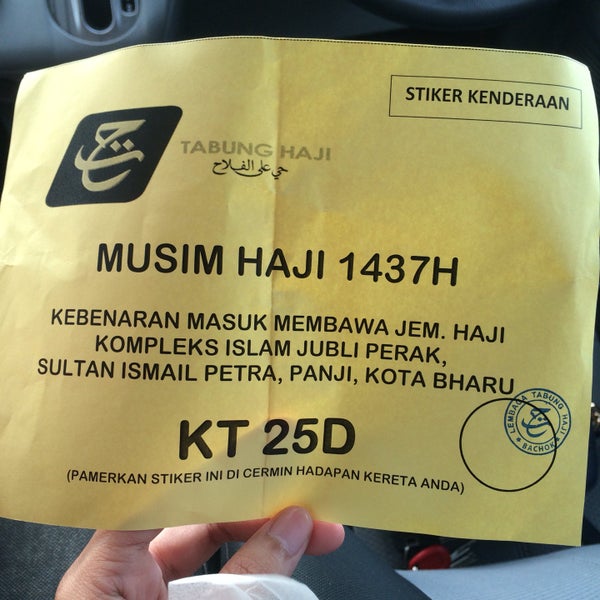 STIKER KENDERAAN
TABUNG HAJI
حي على الفلاح
MUSIM HAJI 1437H
KEBENARAN MASUK MEMBAWA JEM. HAJI
KOMPLEKS ISLAM JUBLI PERAK,
SULTAN ISMAIL PETRA, PANJI, KOTA BHARU
KT 25D
(PAMERKAN STIKER INI DI CERMIN HADAPAN KERETA ANDA)
LEMBAGA TABUNG HAJI
BACHOK